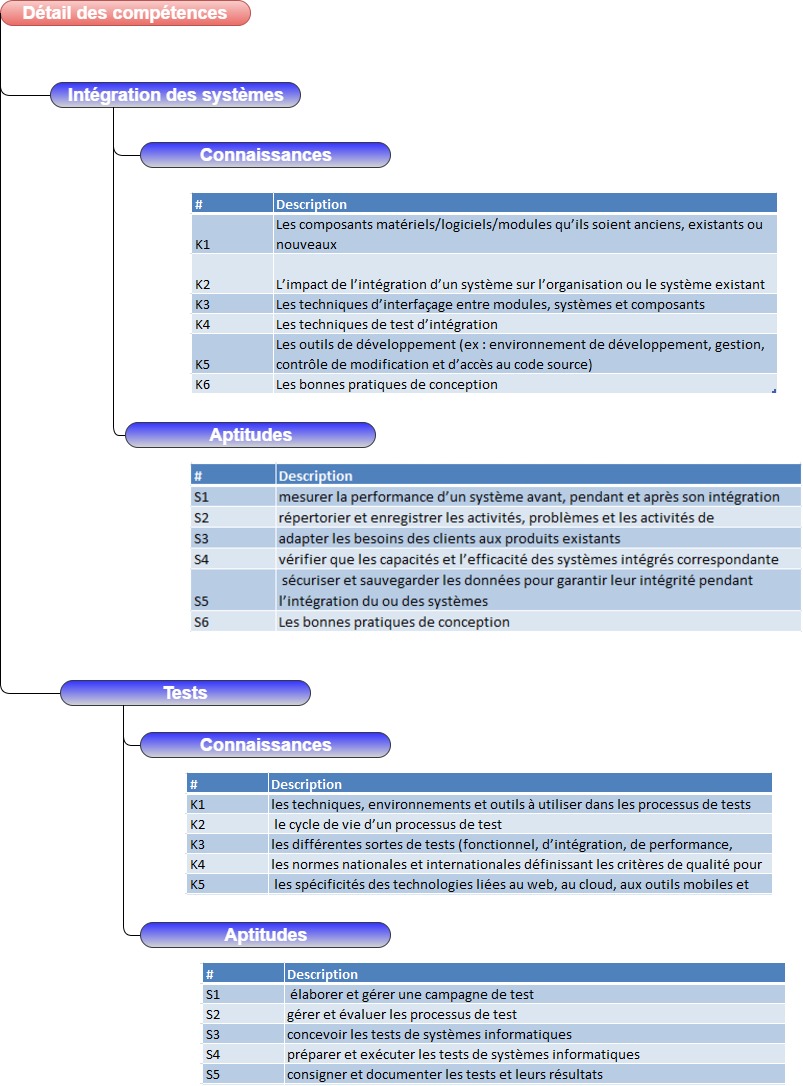 Détail des compétences
Intégration des systèmes
Connaissances
# Description
Les composants matériels/logiciels/modules qu'ils soient anciens, existants ou
K1 nouveaux
K2 L'impact de l'intégration d'un système sur l'organisation ou le système existant
K3 Les techniques d'interfaçage entre modules, systèmes et composants
K4 Les techniques de test d'intégration
Les outils de développement (ex : environnement de développement, gestion,
K5 contrôle de modification et d'accès au code source)
K6 Les bonnes pratiques de conception
Aptitudes
# Description
S1 mesurer la performance d'un système avant, pendant et après son intégration
S2 répertorier et enregistrer les activités, problèmes et les activités de
S3 adapter les besoins des clients aux produits existants
S4 vérifier que les capacités et l'efficacité des systèmes intégrés correspondante
sécuriser et sauvegarder les données pour garantir leur intégrité pendant
S5 l'intégration du ou des systèmes
S6 Les bonnes pratiques de conception
Tests
Connaissances
# Description
K1 les techniques, environnements et outils à utiliser dans les processus de tests
K2 le cycle de vie d'un processus de test
K3 les différentes sortes de tests (fonctionnel, d'intégration, de performance,
K4 les normes nationales et internationales définissant les critères de qualité pour
K5 les spécificités des technologies liées au web, au cloud, aux outils mobiles et
Aptitudes
# Description
S1 élaborer et gérer une campagne de test
S2 gérer et évaluer les processus de test
S3 concevoir les tests de systèmes informatiques
S4 préparer et exécuter les tests de systèmes informatiques
S5 consigner et documenter les tests et leurs résultats